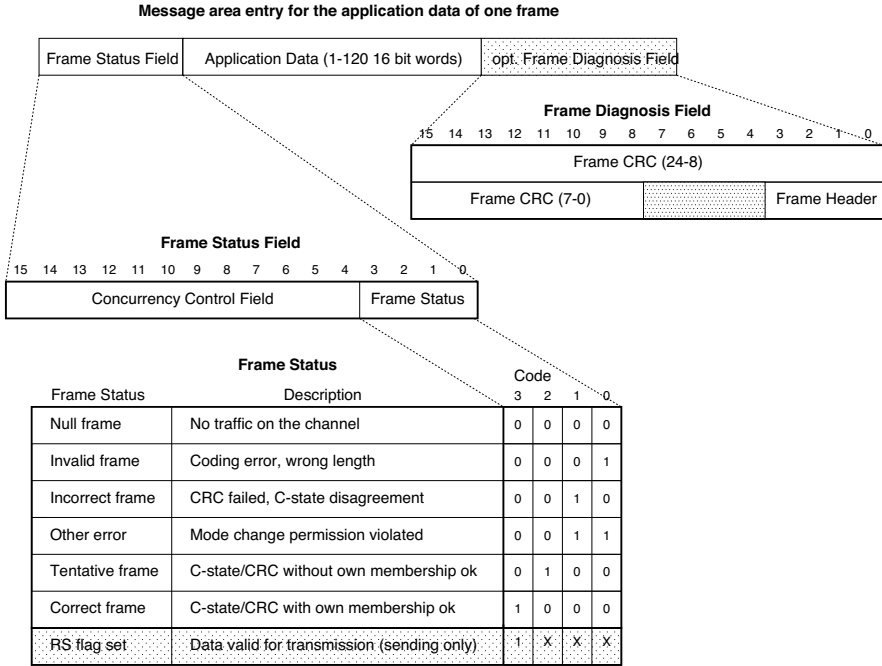 Message area entry for the application data of one frame
Frame Status Field Application Data (1-120 16 bit words) opt. Frame Diagnosis Field
Frame Diagnosis Field
15 14 13 12 11 10 9 8 7 6 5 4 3 2 1 0
Frame CRC (24-8)
Frame CRC (7-0) Frame Header
Frame Status Field
15 14 13 12 11 10 9 8 7 6 5 4 3 2 1 0
Concurrency Control Field Frame Status
Frame Status
Code
Frame Status Description 3 2 1 0
Null frame No traffic on the channel 0 0 0 0
Invalid frame Coding error, wrong length 0 0 0 1
Incorrect frame CRC failed, C-state disagreement 0 0 1 0
Other error Mode change permission violated 0 0 1 1
Tentative frame C-state/CRC without own membership ok 0 1 0 0
Correct frame C-state/CRC with own membership ok 1 0 0 0
RS flag set Data valid for transmission (sending only) 1 X X X